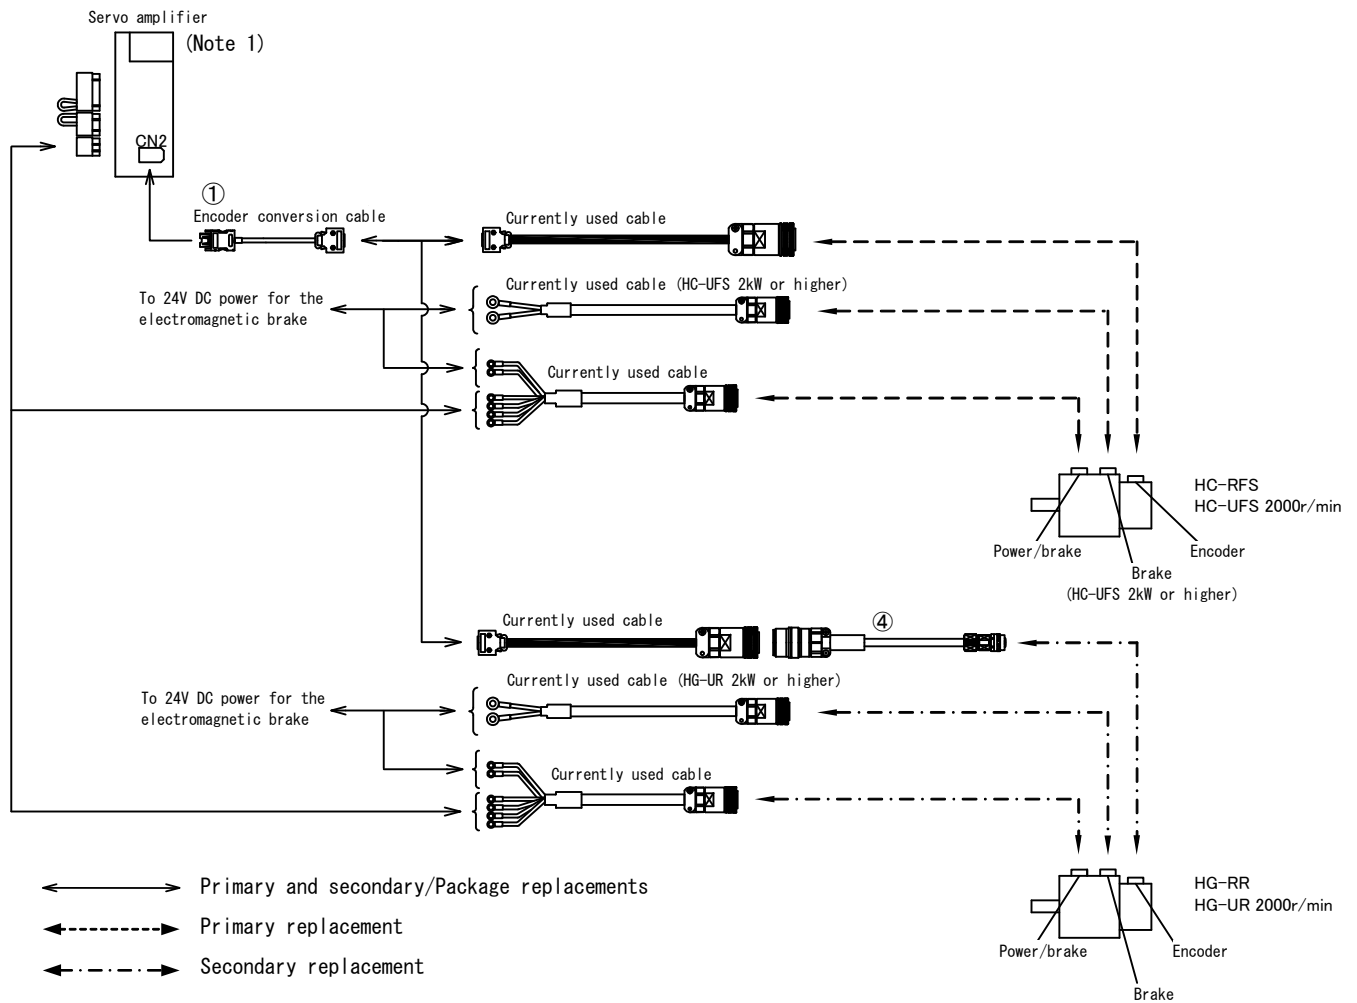 Servo amplifier
(Note 1)
CN2
①
Encoder conversion cable
Currently used cable
To 24V DC power for the
electromagnetic brake
Currently used cable (HC-UFS 2kW or higher)
Currently used cable
HC-RFS
HC-UFS 2000r/min
Power/brake
Encoder
Brake
(HC-UFS 2kW or higher)
Currently used cable
④
Currently used cable (HG-UR 2kW or higher)
To 24V DC power for the
electromagnetic brake
Currently used cable
HG-RR
HG-UR 2000r/min
Power/brake
Encoder
Brake
Primary and secondary/Package replacements
Primary replacement
Secondary replacement